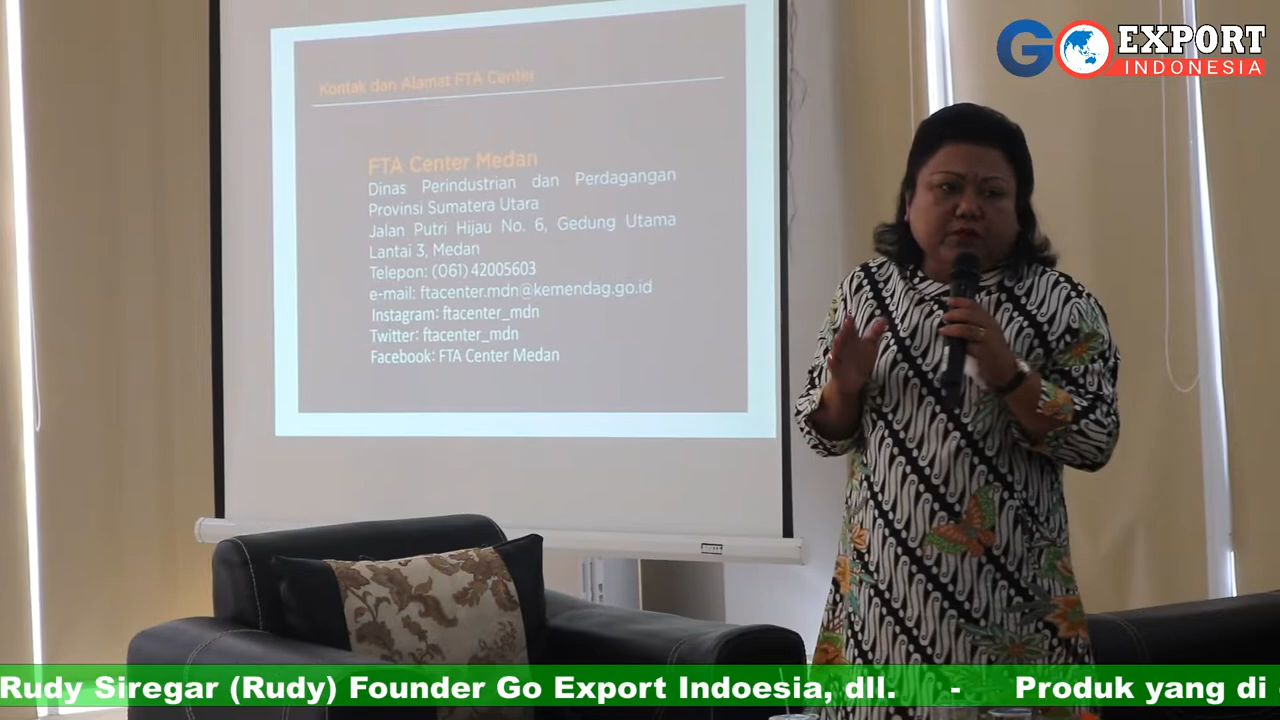 GO EXPORT
INDONESIA
Kontak dan Alamat FTA Center
FTA Center Medan
Dinas Perindustrian dan Perdagangan
Provinsi Sumatera Utara
Jalan Putri Hijau No. 6, Gedung Utama
Lantai 3, Medan
Telepon: (061) 42005603
e-mail: ftacenter.mdn@kemendag.go.id
Instagram: ftacenter_mdn
Twitter: ftacenter_mdn
Facebook: FTA Center Medan
Rudy Siregar (Rudy) Founder Go Export Indoesia, dll. - Produk yang di